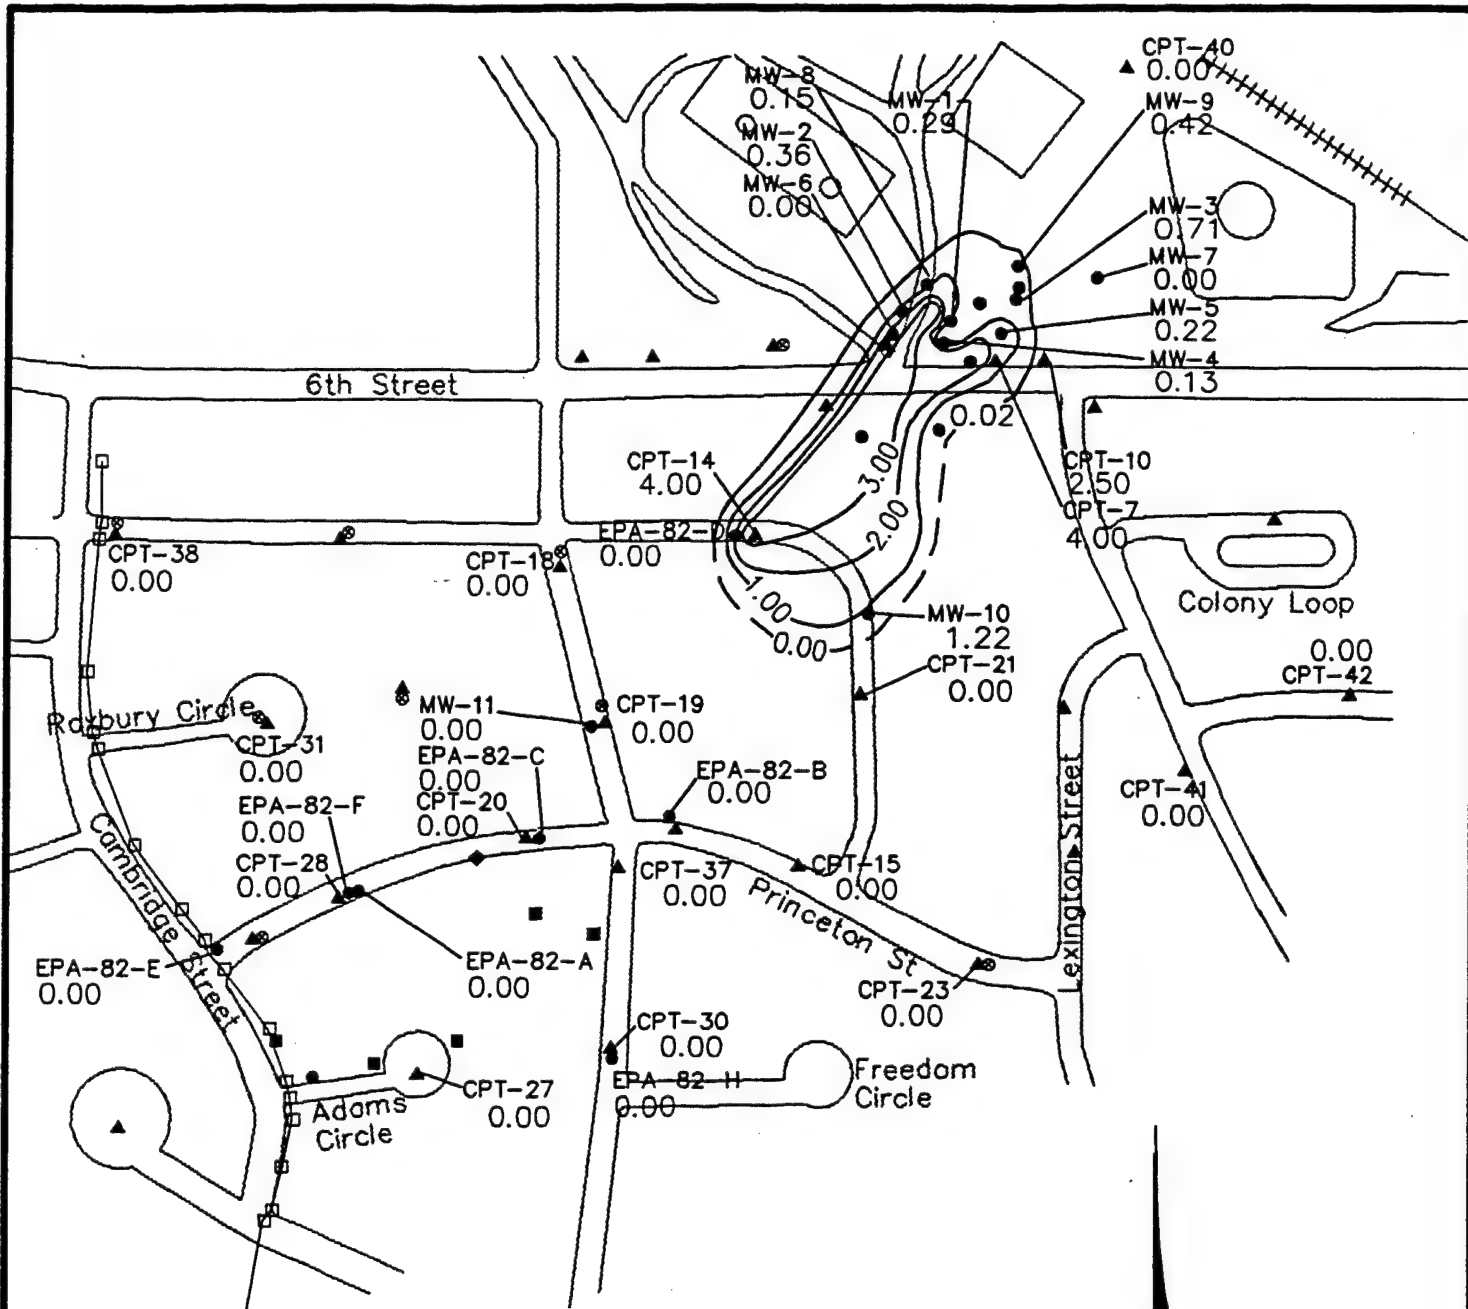 CPT-40
0.00
MW-8
0.15
MW-1
0.29
MW-9
0.42
MW-2
0.36
MW-6
0.00
MW-3
0.71
MW-7
0.00
MW-5
0.22
MW-4
0.13
6th Street
0.02
CPT-14
4.00
3.00
CPT-10
2.50
CPT-7
4.00
2.00
EPA-82-D
0.00
CPT-38
0.00
CPT-18
0.00
Colony Loop
1.00
0.00
MW-10
1.22
CPT-21
0.00
0.00
CPT-42
Roxbury Circle
CPT-31
0.00
MW-11
0.00
CPT-19
0.00
EPA-82-C
0.00
CPT-20
0.00
EPA-82-B
0.00
EPA-82-F
0.00
CPT-28
0.00
CPT-41
0.00
Cambridge Street
CPT-37
0.00
CPT-15
0.00
Princeton St
Lexington Street
EPA-82-E
0.00
EPA-82-A
0.00
CPT-23
0.00
CPT-30
0.00
EPA-82-H
0.00
CPT-27
0.00
Adams
Circle
Freedom
Circle